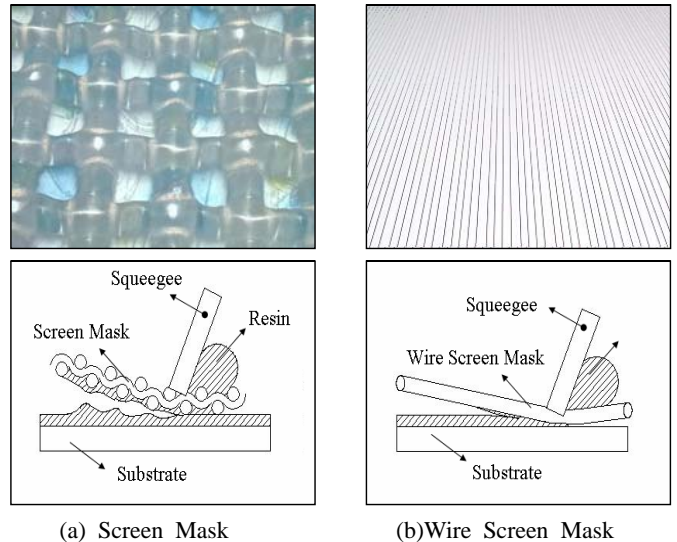 Squeegee
Resin
Screen Mask
Substrate
Squeegee
Wire Screen Mask
Substrate
(a) Screen Mask
(b)Wire Screen Mask